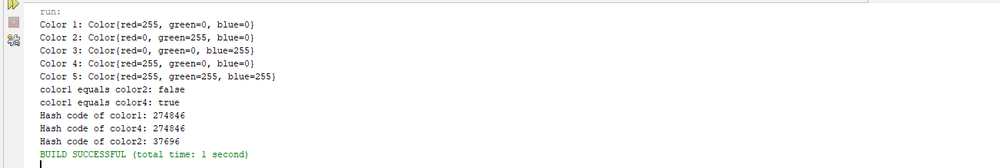 run:
Color 1: Color{red=255, green=0, blue=0}
Color 2: Color{red=0, green=255, blue=0}
Color 3: Color{red=0, green=0, blue=255}
Color 4: Color{red=255, green=0, blue=0}
Color 5: Color{red=255, green=255, blue=255}
color1 equals color2: false
color1 equals color4: true
Hash code of color1: 274846
Hash code of color4: 274846
Hash code of color2: 37696
BUILD SUCCESSFUL (total time: 1 second)